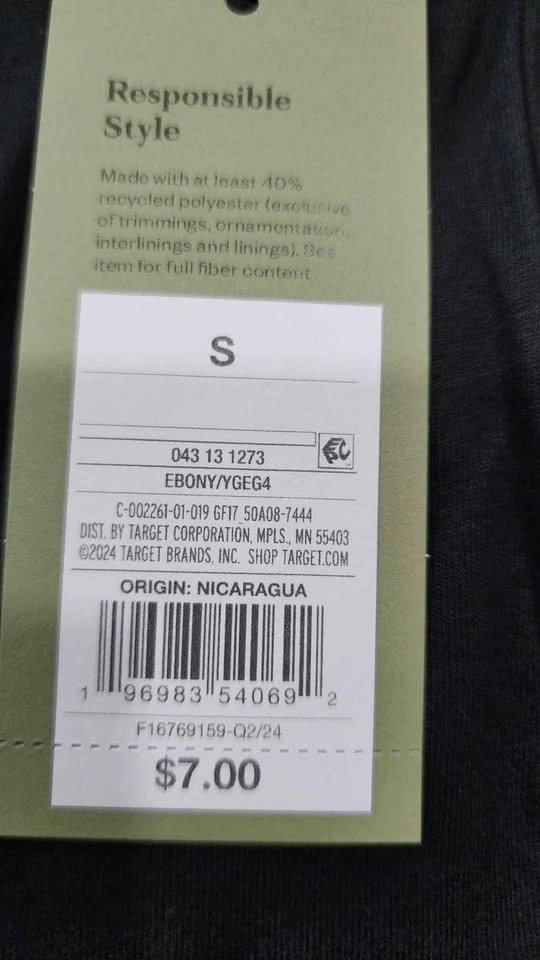 Responsible
Style
Made with at least 40%
recycled polyester (exclusive
of trimmings, ornamentation,
interlinings and linings). See
item for full fiber content.
S
043 13 1273
EPC
EBONY/YGEG4
C-002261-01-019 GF17 50A08-7444
DIST. BY TARGET CORPORATION, MPLS., MN 55403
©2024 TARGET BRANDS, INC. SHOP TARGET.COM
ORIGIN: NICARAGUA
1 96983 54069 2
F16769159-Q2/24
$7.00